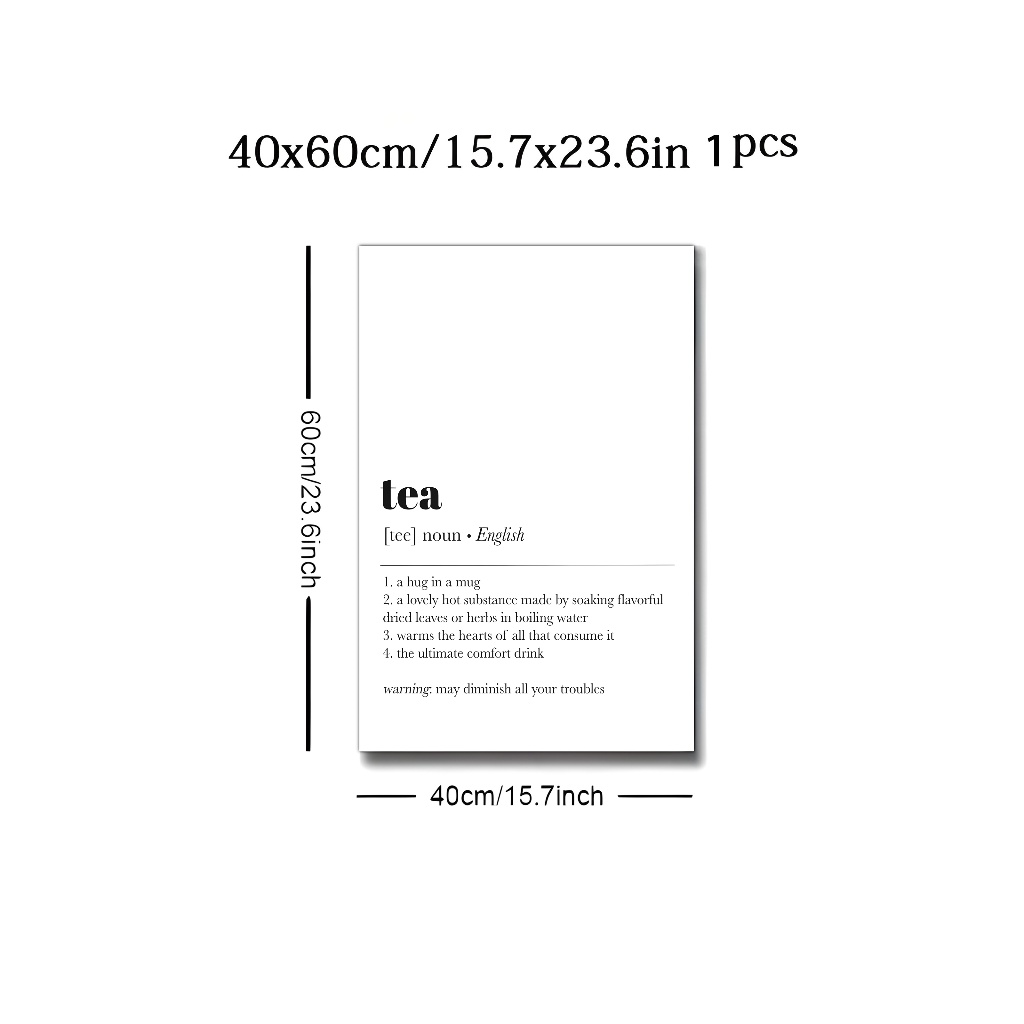 40x60cm/15.7x23.6in 1pcs
60cm/23.6inch
tea
[tee] noun • English
1. a hug in a mug
2. a lovely hot substance made by soaking flavorful
dried leaves or herbs in boiling water
3. warms the hearts of all that consume it
4. the ultimate comfort drink
warning: may diminish all your troubles
40cm/15.7inch